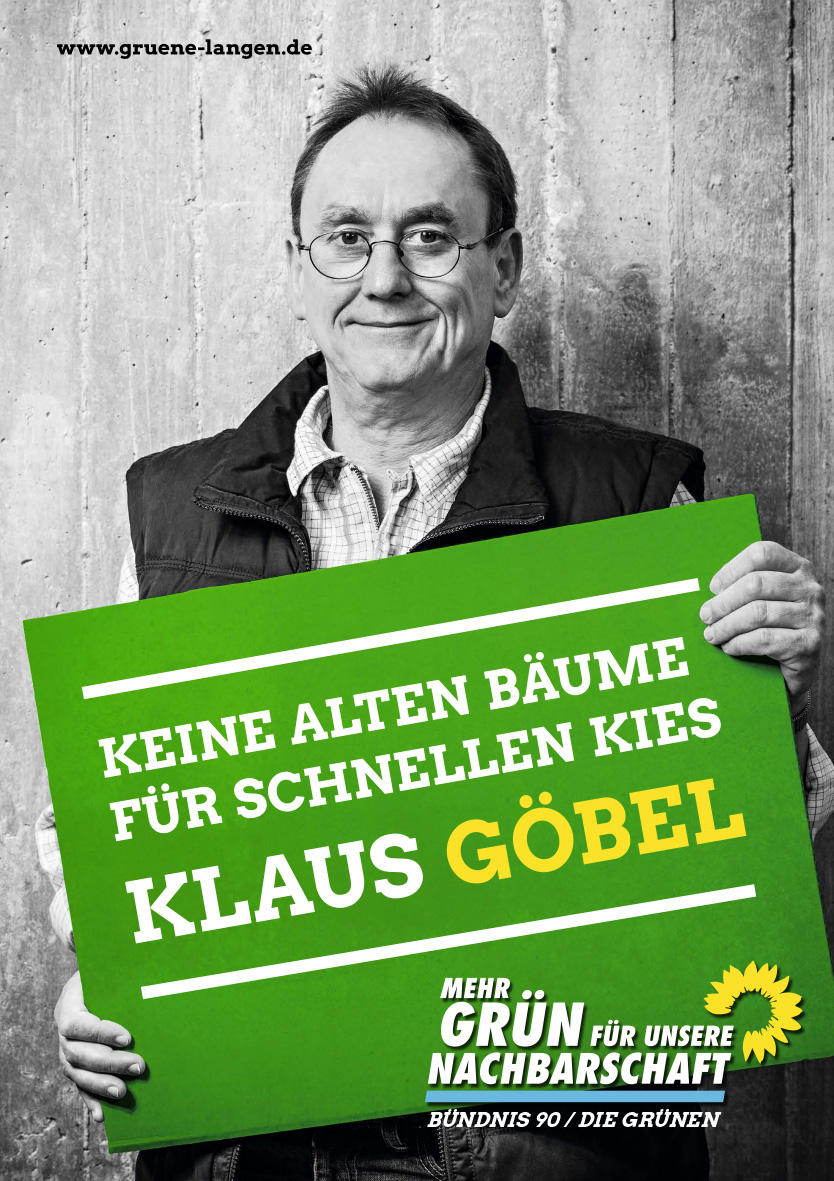 www.gruene-langen.de
KEINE ALTEN BÄUME
FÜR SCHNELLEN KIES
KLAUS GÖBEL
MEHR
GRÜN FÜR UNSERE
NACHBARSCHAFT
BÜNDNIS 90 / DIE GRÜNEN